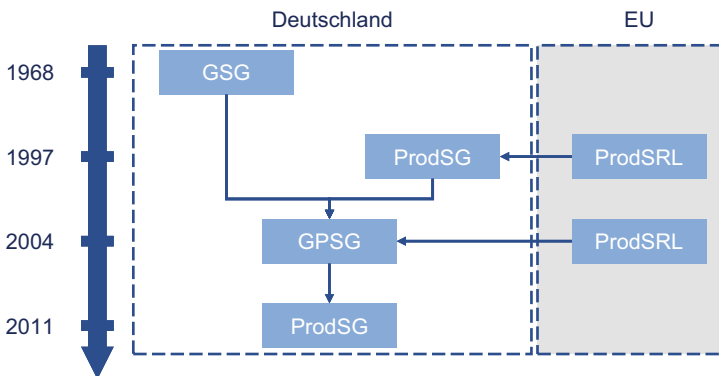 Deutschland
EU
1968
GSG
1997
ProdSG
ProdSRL
2004
GPSG
ProdSRL
2011
ProdSG